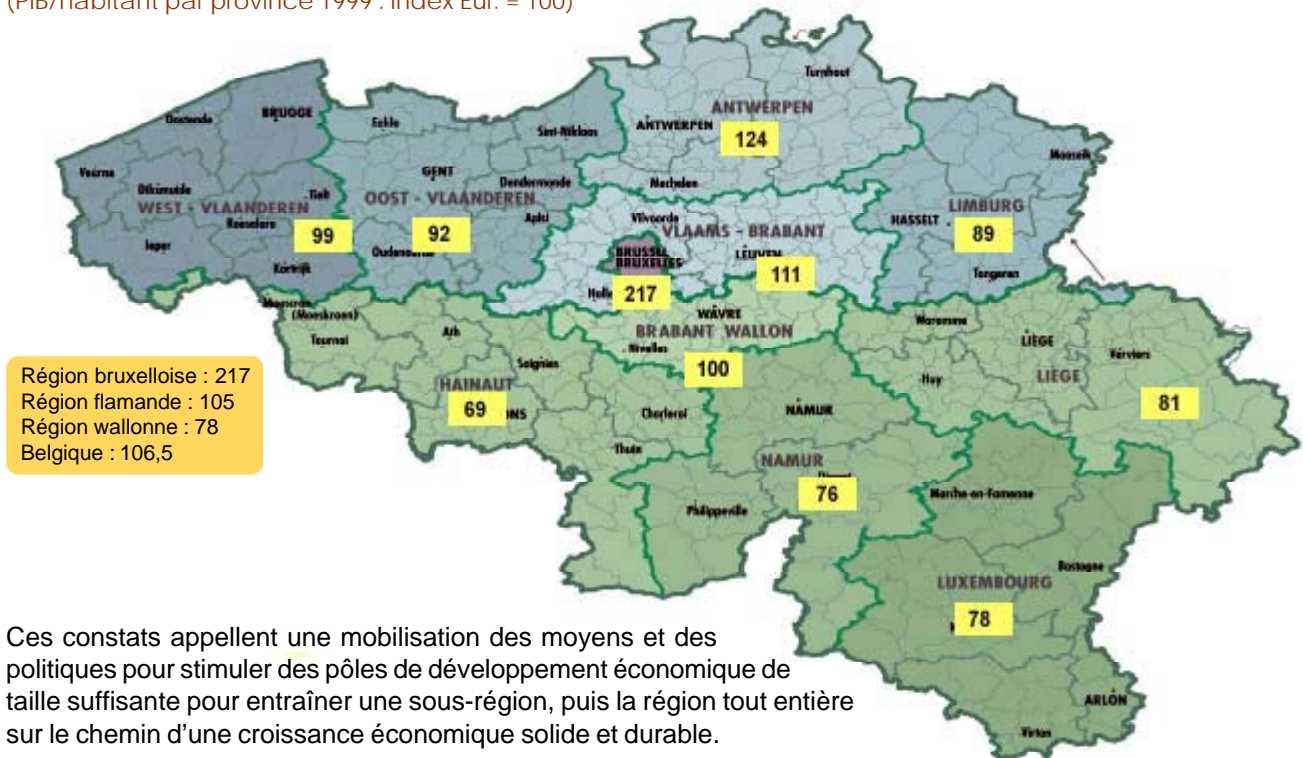 (PIB/habitant par province 1999 : Index Eur. = 100)
Turnhout
ANTWERPEN
Oostende
BRUGGE
Eeklo
Sint-Niklaas
ANTWERPEN
124
Maaseik
Veurne
GENT
Mechelen
Diksmuide
Tielt
Dendermonde
WEST - VLAANDEREN
OOST - VLAANDEREN
LIMBURG
Roeselare
Aalst
Vilvoorde
HASSELT
VLAAMS - BRABANT
99
92
89
Ieper
Oudenaarde
BRUSSEL
BRUXELLES
LEUVEN
Kortrijk
111
Tongeren
Halle
217
Mouscron
(Moeskroen)
WAVRE
Waremme
BRABANT WALLON
Tournai
Ath
Nivelles
LIÈGE
Verviers
Soignies
100
Huy
LIÈGE
Région bruxelloise : 217
Région flamande : 105
Région wallonne : 78
Belgique : 106,5
HAINAUT
69
ONS
Charleroi
NAMUR
81
Thuin
NAMUR
76
Marche-en-Famenne
Philippeville
Bastogne
LUXEMBOURG
78
ARLON
Virton
Ces constats appellent une mobilisation des moyens et des
politiques pour stimuler des pôles de développement économique de
taille suffisante pour entraîner une sous-région, puis la région tout entière
sur le chemin d’une croissance économique solide et durable.